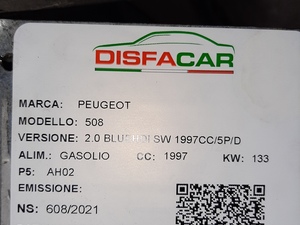 DISFACAR
MARCA: PEUGEOT
MODELLO: 508
VERSIONE: 2.0 SW 1997CC/5P/D
ALIM.: GASOLIO CC: 1997 KW: 133
P5: AH02
EMISSIONE:
NS: 608/2021